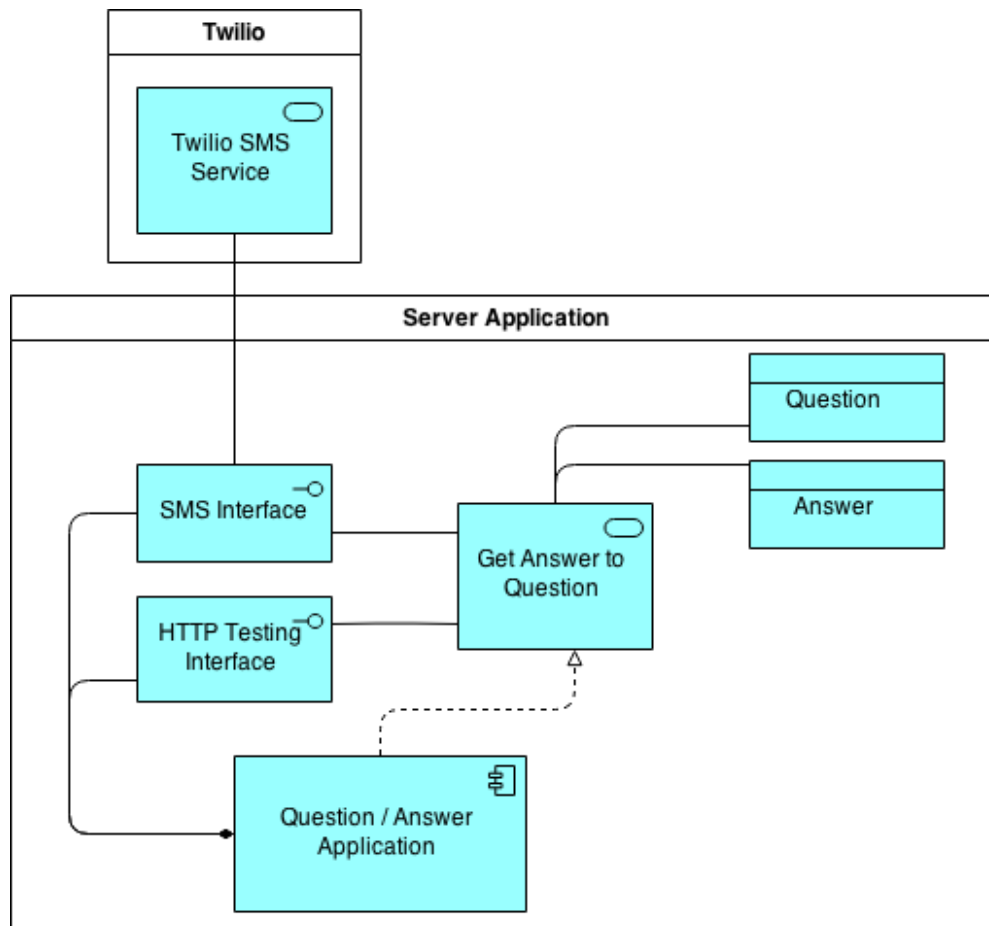 Twilio
Twilio SMS
Service
Server Application
Question
Answer
SMS Interface
Get Answer to
Question
HTTP Testing
Interface
Question / Answer
Application